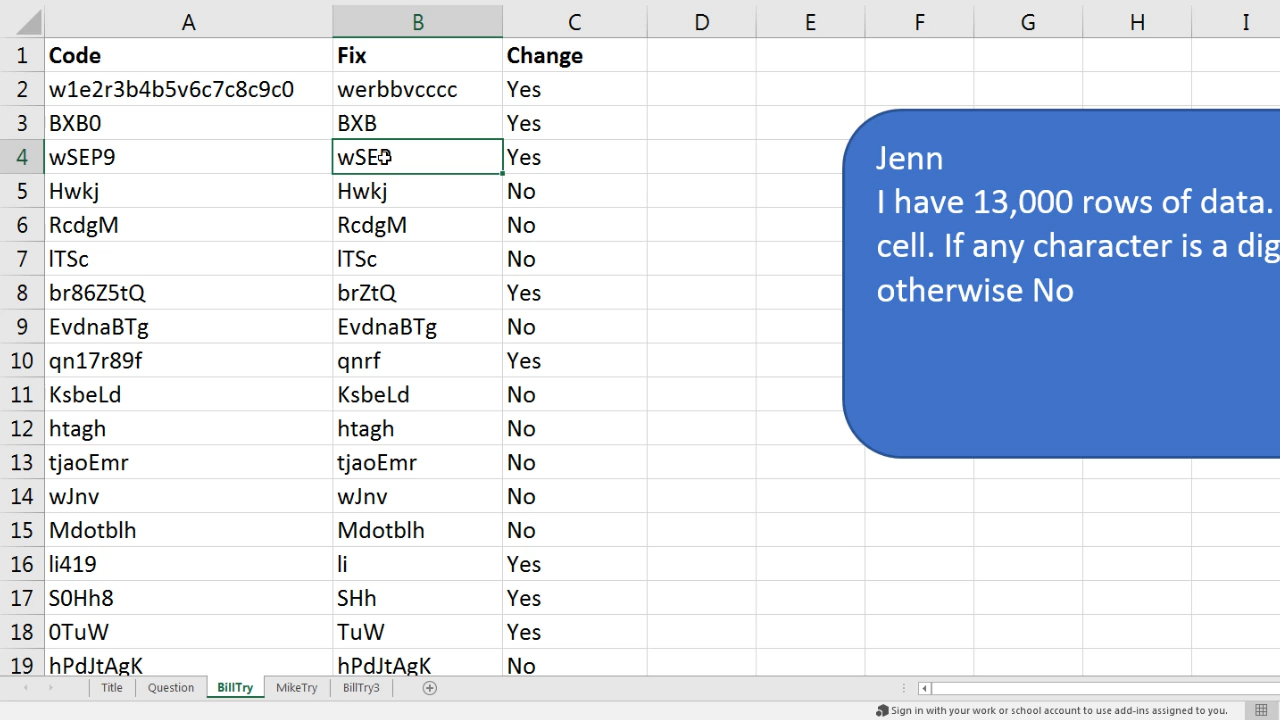 A B C D E F G H I
1 Code Fix Change
2 w1e2r3b4b5v6c7c8c9c0 werbbvcccc Yes
3 BXB0 BXB Yes
4 wSEP9 wSEP Yes
5 Hwkj Hwkj No
6 RcdgM RcdgM No
7 lTSc lTSc No
8 br86Z5tQ brZtQ Yes
9 EvdnaBTg EvdnaBTg No
10 qn17r89f qnrf Yes
11 KsbeLd KsbeLd No
12 htagh htagh No
13 tjaoEmr tjaoEmr No
14 wJnv wJnv No
15 Mdotblh Mdotblh No
16 li419 li Yes
17 S0Hh8 SHh Yes
18 0TuW TuW Yes
19 hPdJtAgK hPdJtAgK No
Jenn
I have 13,000 rows of data.
cell. If any character is a dig
otherwise No
Title Question BillTry MikeTry BillTry3
Sign in with your work or school account to use add-ins assigned to you.